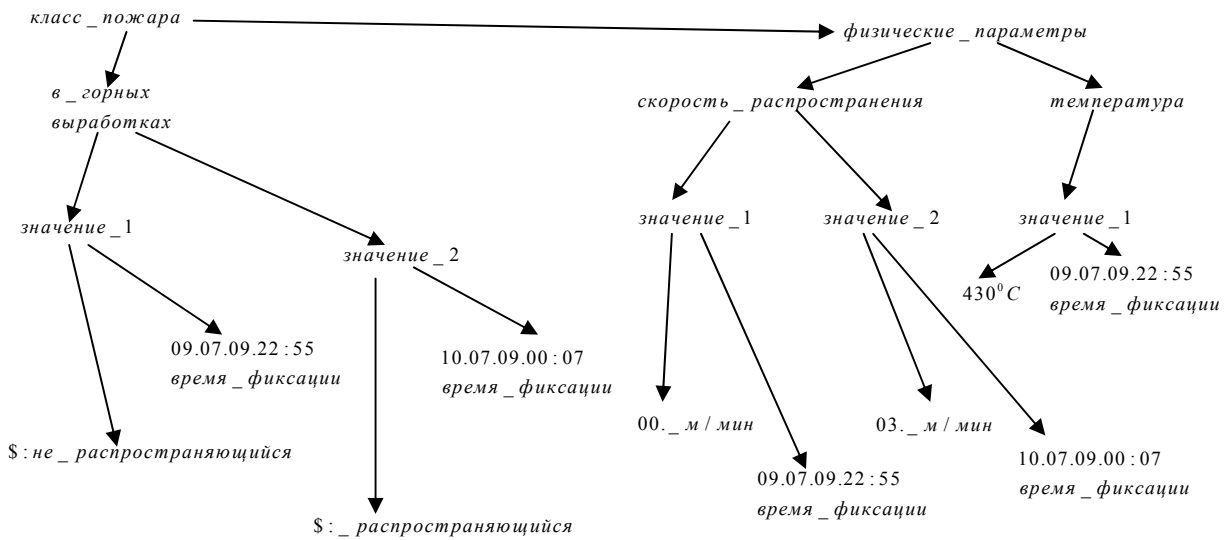 класс _ пожара
физические _ параметры
в _ горных
выработках
скорость _ распространения
температура
значение _ 1
значение _ 2
значение _ 1
значение _ 2
значение _ 1
430⁰ C
09.07.09.22 : 55
время _ фиксации
09.07.09.22 : 55
время _ фиксации
10.07.09.00 : 07
время _ фиксации
00._ м / мин
03._ м / мин
$ : не _ распространяющийся
09.07.09.22 : 55
время _ фиксации
10.07.09.00 : 07
время _ фиксации
$ : _ распространяющийся